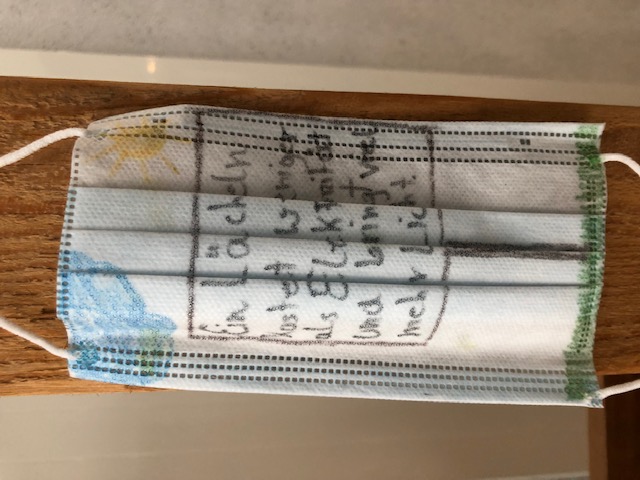 Ein Lächeln
kostet weniger
als Elektrizität
und bringt viel
mehr Licht.